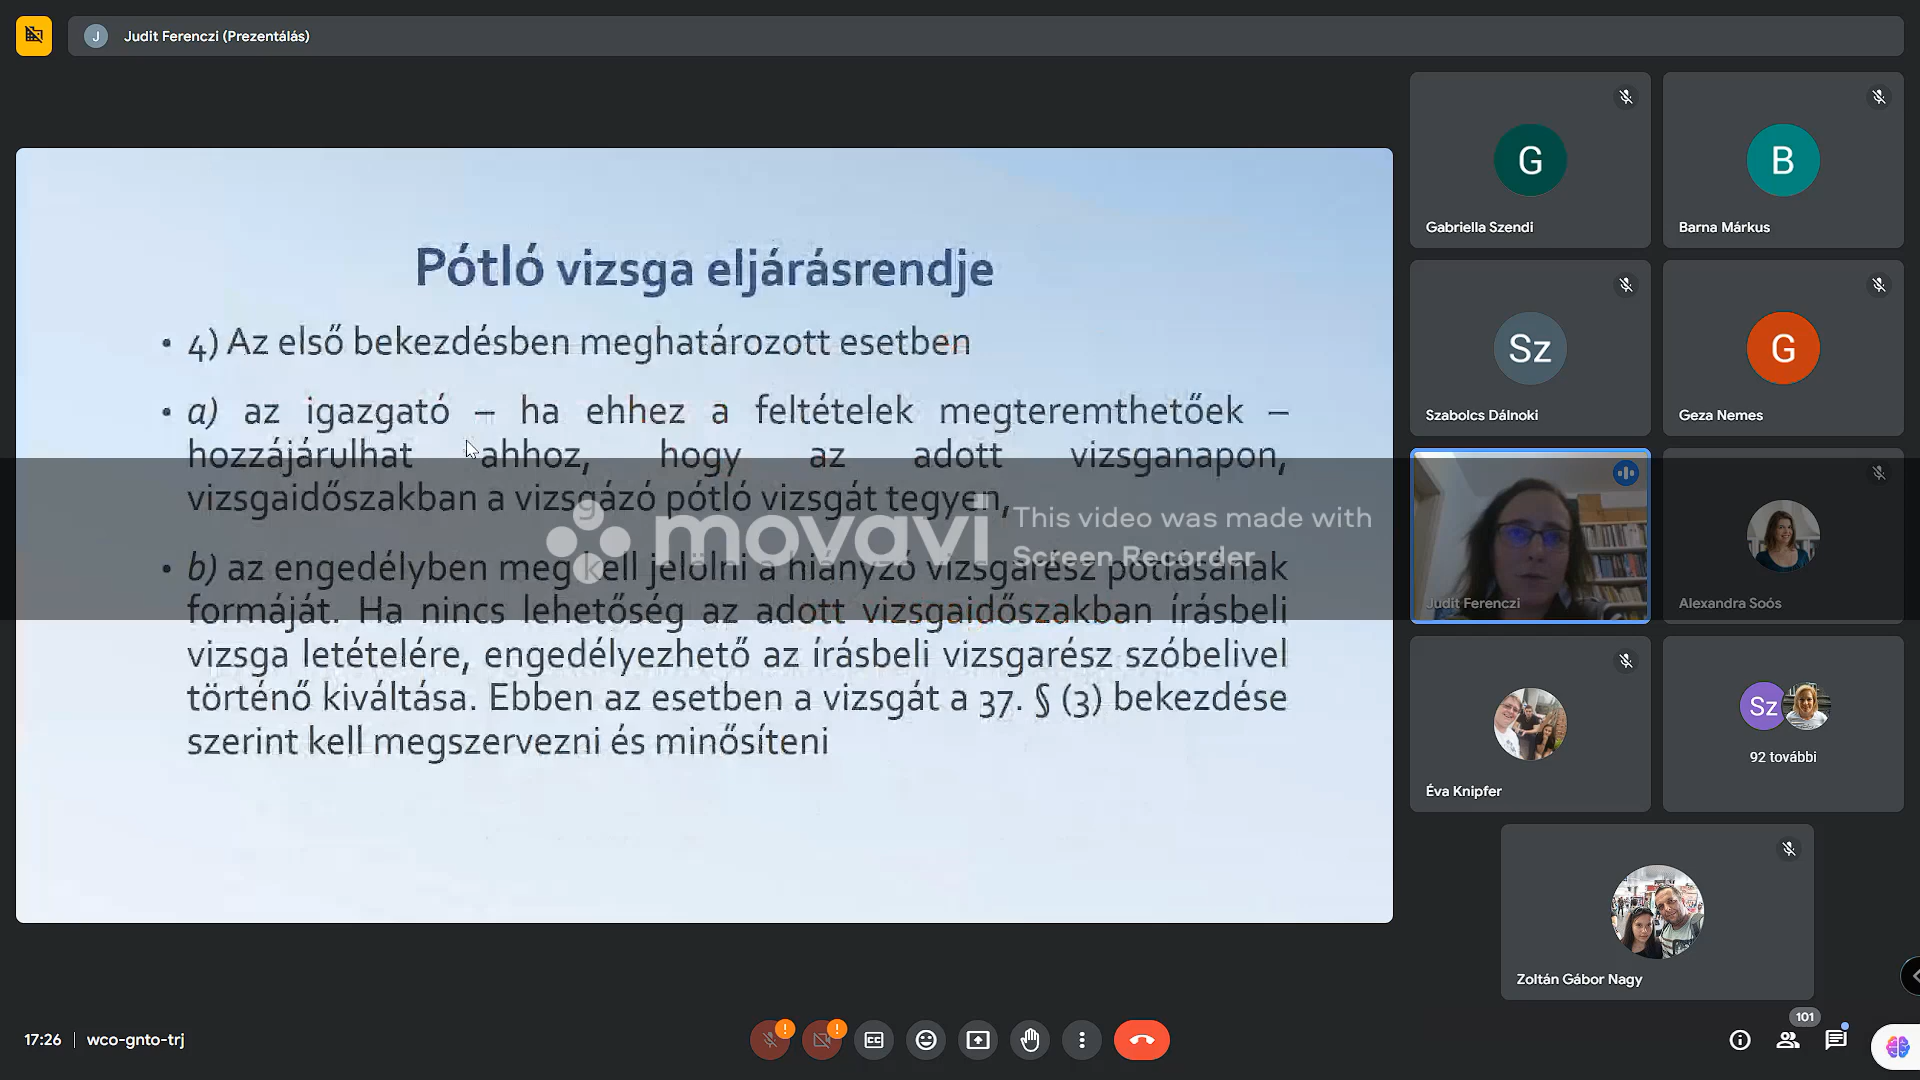 J Judit Ferenczi (Prezentálás)
Pótló vizsga eljárásrendje
• 4) Az első bekezdésben meghatározott esetben
• a) az igazgató – ha ehhez a feltételek megteremthetőek –
hozzájárulhat ahhoz, hogy az adott vizsganapon,
vizsgaidőszakban a vizsgázó pótló vizsgát tegyen,
• b) az engedélyben meg kell jelölni a hiányzó vizsgarész pótlásának
formáját. Ha nincs lehetőség az adott vizsgaidőszakban írásbeli
vizsga letételére, engedélyezhető az írásbeli vizsgarész szóbelivel
történő kiváltása. Ebben az esetben a vizsgát a 37. § (3) bekezdése
szerint kell megszervezni és minősíteni
movavi
This video was made with
Screen Recorder
G
Gabriella Szendi
B
Barna Márkus
Sz
Szabolcs Dálnoki
G
Geza Nemes
Judit Ferenczi
Alexandra Soós
Éva Knipfer
Sz
92 további
Zoltán Gábor Nagy
17:26 | wco-gnto-trj
CC
101